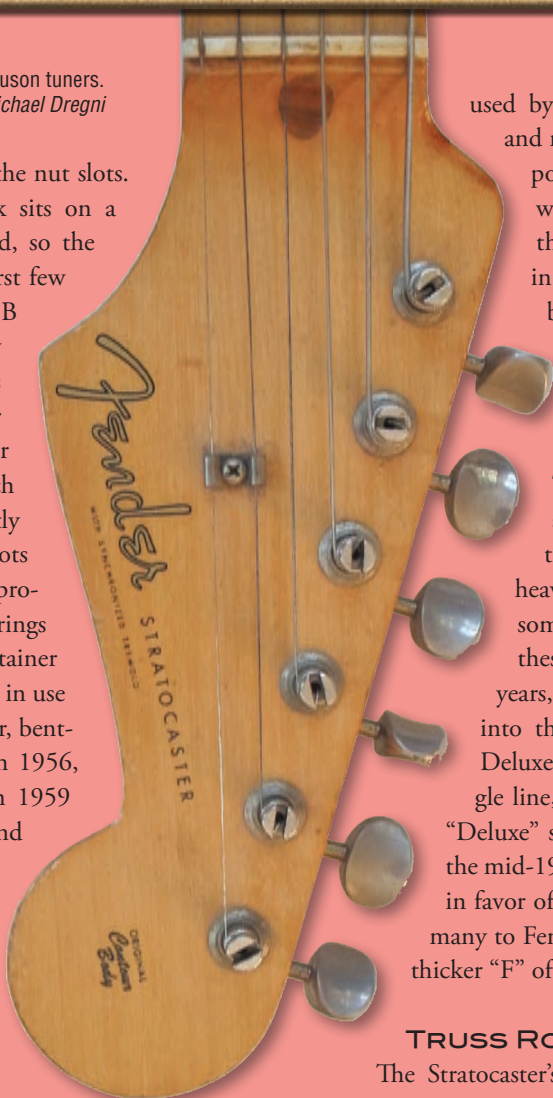 uson tuners.
ichael Dregni
he nut slots.
k sits on a
d, so the
rst few
B
r
h
tly
ots
pro-
rings
tainer
in use
r, bent-
n 1956,
n 1959
nd
Fender STRATOCASTER
WITH SYNCHRONIZED TREMOLO
ORIGINAL
Contour
Body
used by
and
po
w
th
in
b
t
heav
som
thes
years,
into th
Deluxe
gle line,
“Deluxe” s
the mid-19
in favor of
many to Fen
thicker “F” of
TRUSS RO
The Stratocaster’s